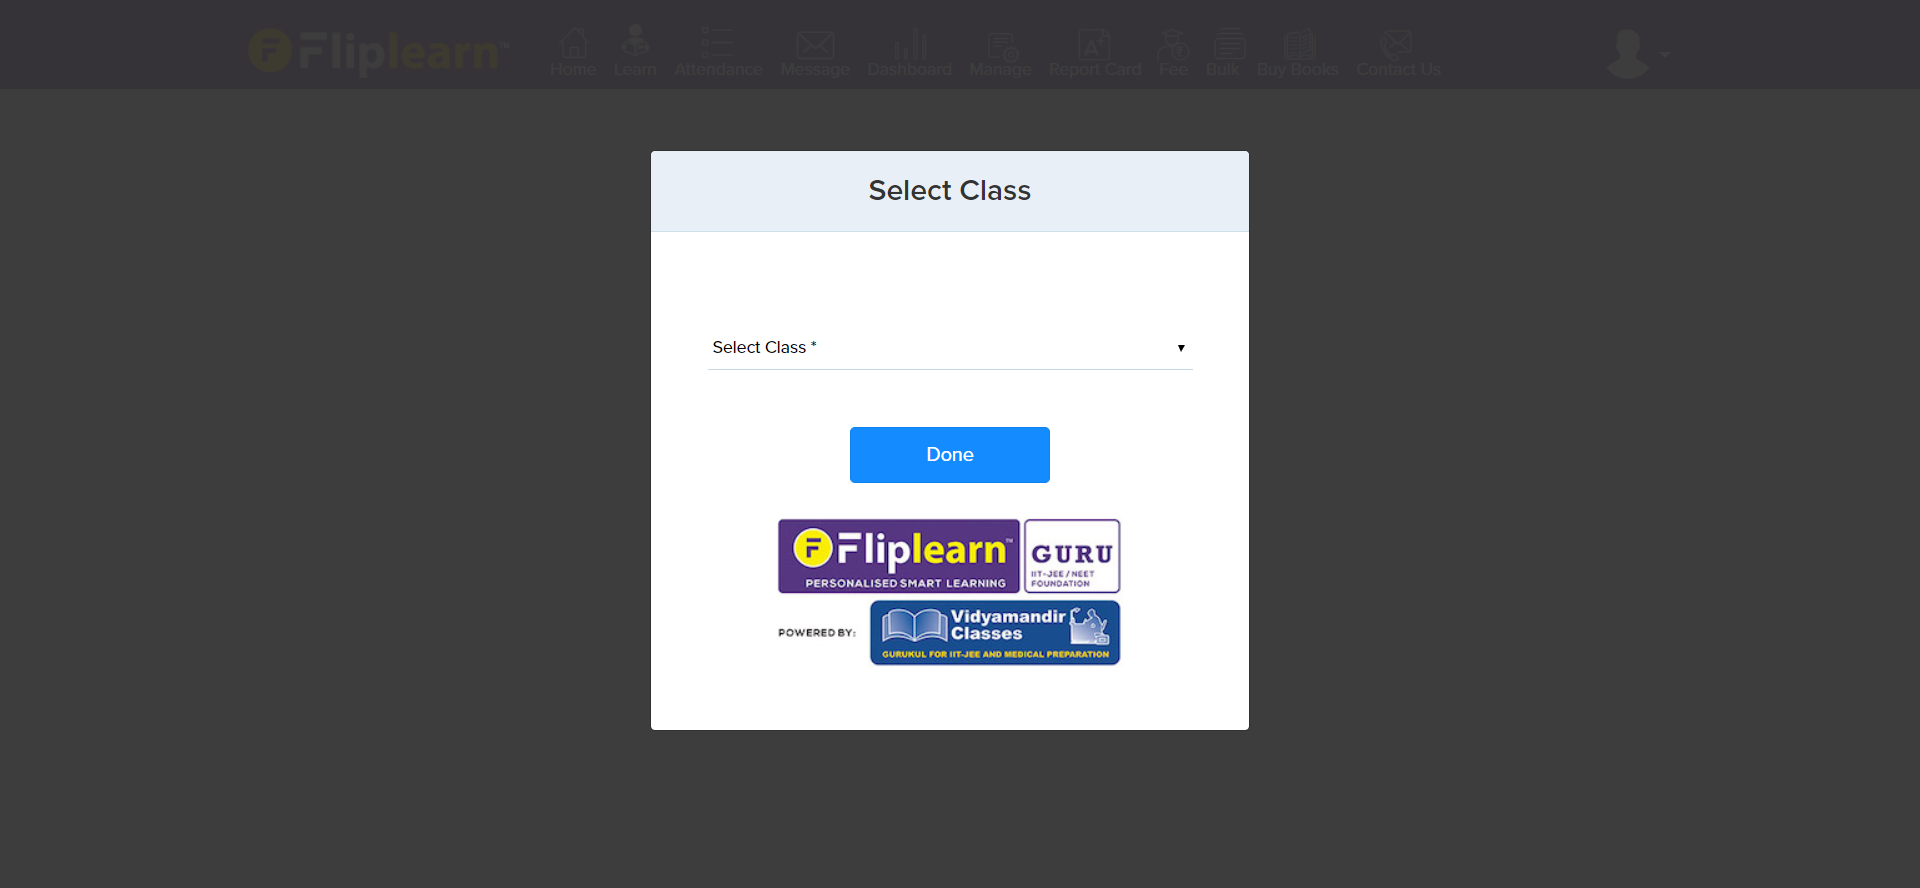 Fliplearn™
Home Learn Attendance Message Dashboard Manage Report Card Fee Bulk Buy Books Contact Us
Select Class
Select Class *
Done
Fliplearn™
PERSONALISED SMART LEARNING
GURU
IIT-JEE / NEET
FOUNDATION
POWERED BY:
Vidyamandir
Classes
GURUKUL FOR IIT-JEE AND MEDICAL PREPARATION